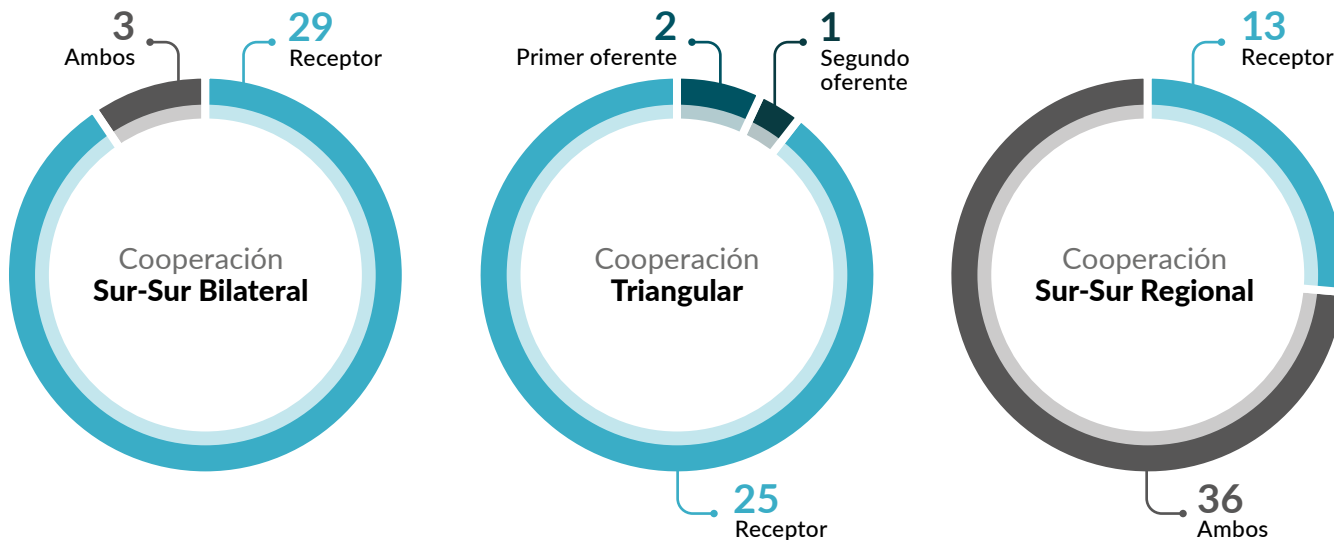 3
Ambos
29
Receptor
Cooperación
Sur-Sur Bilateral
2
Primer oferente
1
Segundo
oferente
Cooperación
Triangular
25
Receptor
13
Receptor
Cooperación
Sur-Sur Regional
36
Ambos